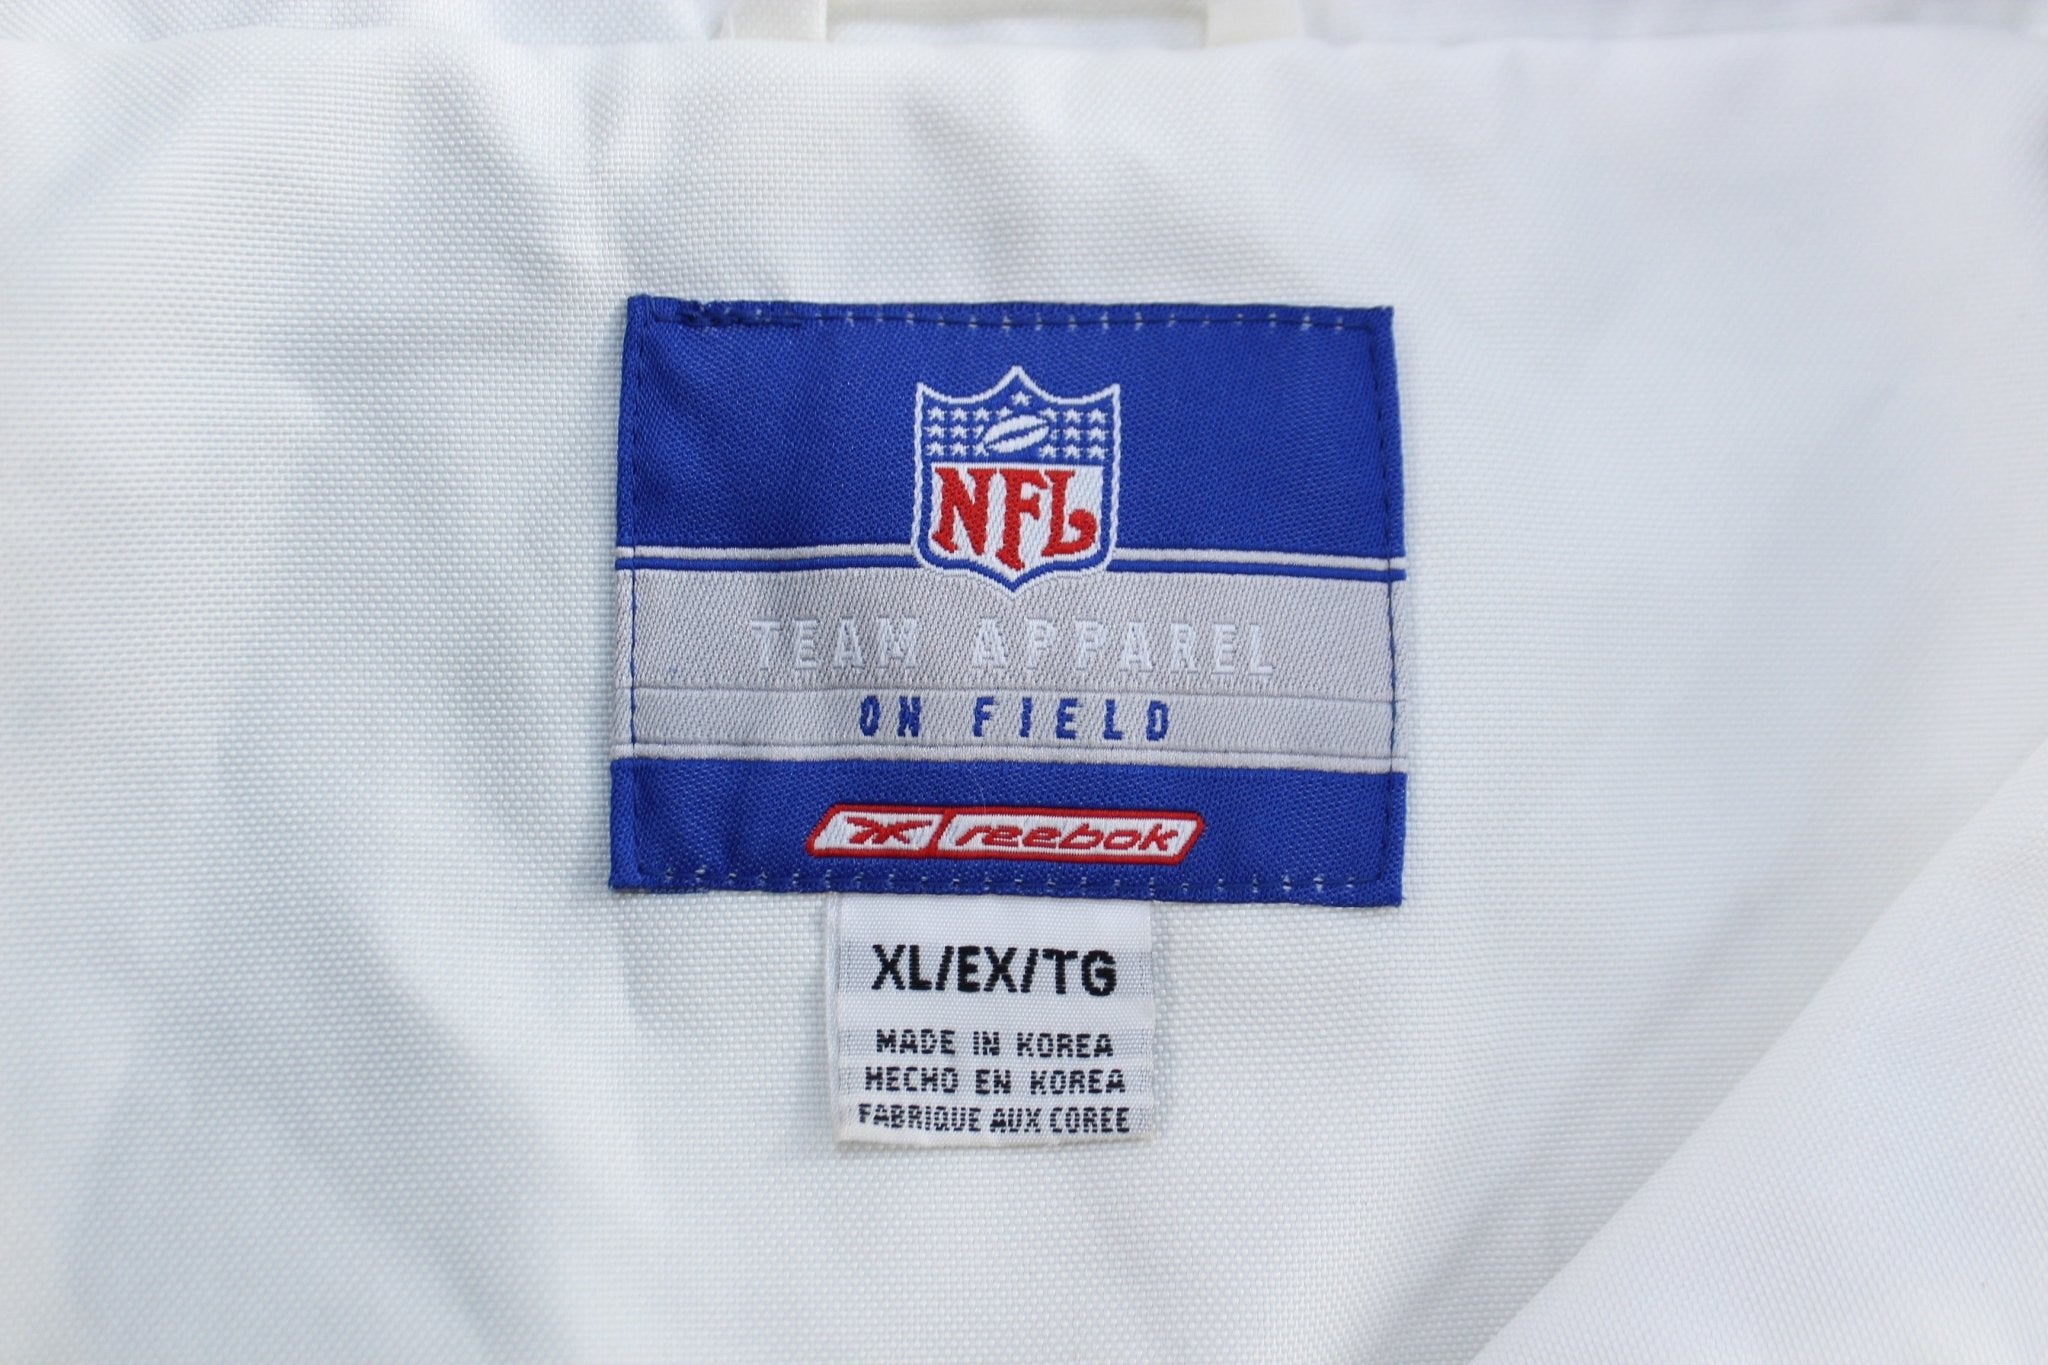 NFL
TEAM APPAREL
ON FIELD
reebok
XL/EX/TG
MADE IN KOREA
HECHO EN KOREA
FABRIQUE AUX COREE